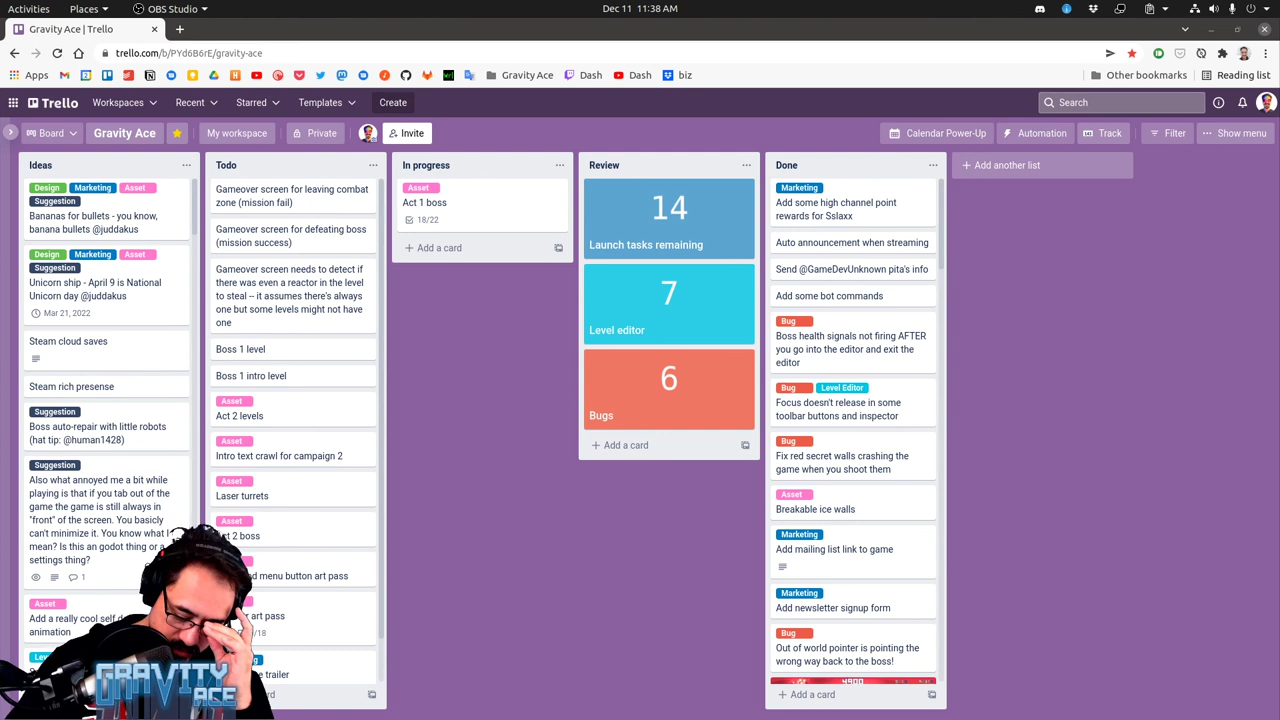 Activities
Places
OBS Studio
Dec 11 11:38 AM
Gravity Ace | Trello
trello.com/b/PYd6B6rE/gravity-ace
Apps
Gravity Ace
Dash
Dash
biz
Other bookmarks
Reading list
Trello
Workspaces
Recent
Starred
Templates
Create
Search
Board
Gravity Ace
My workspace
Private
Invite
Calendar Power-Up
Automation
Track
Filter
Show menu
Ideas
Design Marketing Asset
Suggestion
Bananas for bullets - you know,
banana bullets @juddakus
Design Marketing Asset
Suggestion
Unicorn ship - April 9 is National
Unicorn day @juddakus
Mar 21, 2022
Steam cloud saves
Steam rich presense
Suggestion
Boss auto-repair with little robots
(hat tip: @human1428)
Suggestion
Also what annoyed me a bit while
playing is that if you tab out of the
game the game is still always in
"front" of the screen. You basicly
can't minimize it. You know what I
mean? Is this an godot thing or a
settings thing?
1
Asset
Add a really cool self
animation
Todo
Gameover screen for leaving combat
zone (mission fail)
Gameover screen for defeating boss
(mission success)
Gameover screen needs to detect if
there was even a reactor in the level
to steal -- it assumes there's always
one but some levels might not have
one
Boss 1 level
Boss 1 intro level
Asset
Act 2 levels
Asset
Intro text crawl for campaign 2
Asset
Laser turrets
Asset
2 boss
menu button art pass
art pass
/18
trailer
In progress
Asset
Act 1 boss
18/22
Add a card
Review
14
Launch tasks remaining
7
Level editor
6
Bugs
Add a card
Done
Marketing
Add some high channel point
rewards for Sslaxx
Auto announcement when streaming
Send @GameDevUnknown pita's info
Add some bot commands
Bug
Boss health signals not firing AFTER
you go into the editor and exit the
editor
Bug Level Editor
Focus doesn't release in some
toolbar buttons and inspector
Bug
Fix red secret walls crashing the
game when you shoot them
Asset
Breakable ice walls
Marketing
Add mailing list link to game
Marketing
Add newsletter signup form
Bug
Out of world pointer is pointing the
wrong way back to the boss!
4900
Add a card
Add another list
GRAVITY
ACE